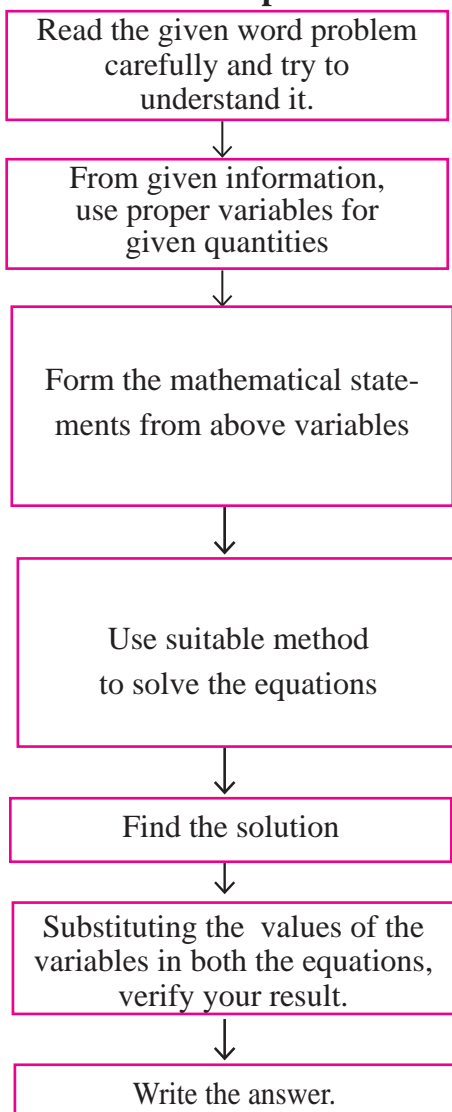 Read the given word problem
carefully and try to
understand it.
From given information,
use proper variables for
given quantities
Form the mathematical state-
ments from above variables
Use suitable method
to solve the equations
Find the solution
Substituting the values of the
variables in both the equations,
verify your result.
Write the answer.